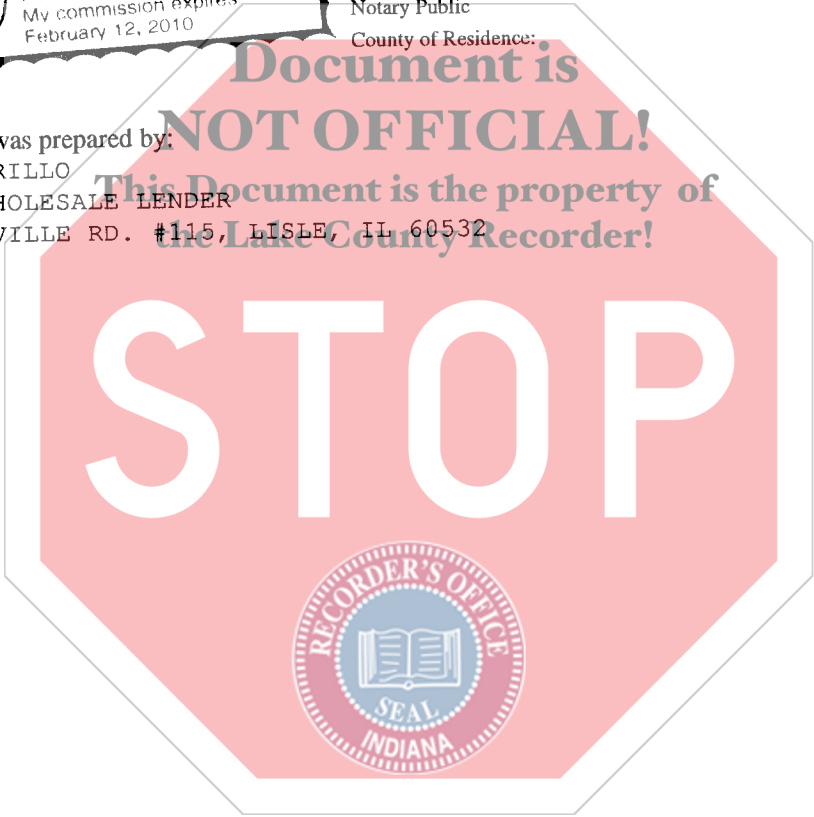 My commission expires
February 12, 2010
Notary Public
County of Residence:
Document is
NOT OFFICIAL!
was prepared by:
RILLO
This Document is the property of
HOLESALE LENDER
the Lake County Recorder!
VILLE RD. #115, LISLE, IL 60532
STOP
RECORDER'S OFFICE
SEAL
INDIANA